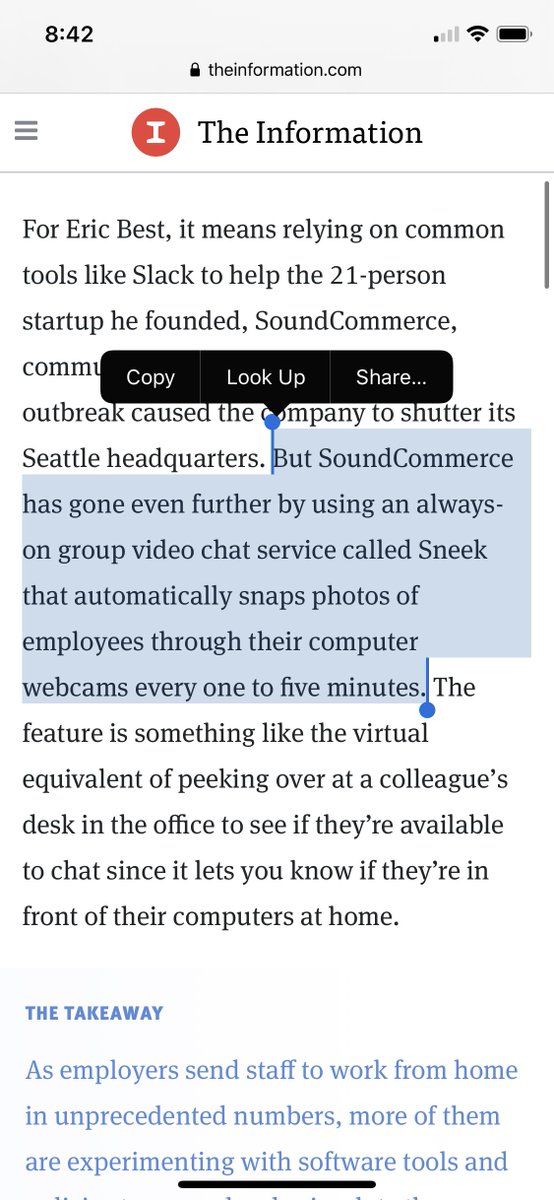 8:42
theinformation.com
The Information
For Eric Best, it means relying on common
tools like Slack to help the 21-person
startup he founded, SoundCommerce,
Copy Look Up Share...
outbreak caused the company to shutter its
Seattle headquarters. But SoundCommerce
has gone even further by using an always-
on group video chat service called Sneek
that automatically snaps photos of
employees through their computer
webcams every one to five minutes. The
feature is something like the virtual
equivalent of peeking over at a colleague’s
desk in the office to see if they’re available
to chat since it lets you know if they’re in
front of their computers at home.
THE TAKEAWAY
As employers send staff to work from home
in unprecedented numbers, more of them
are experimenting with software tools and